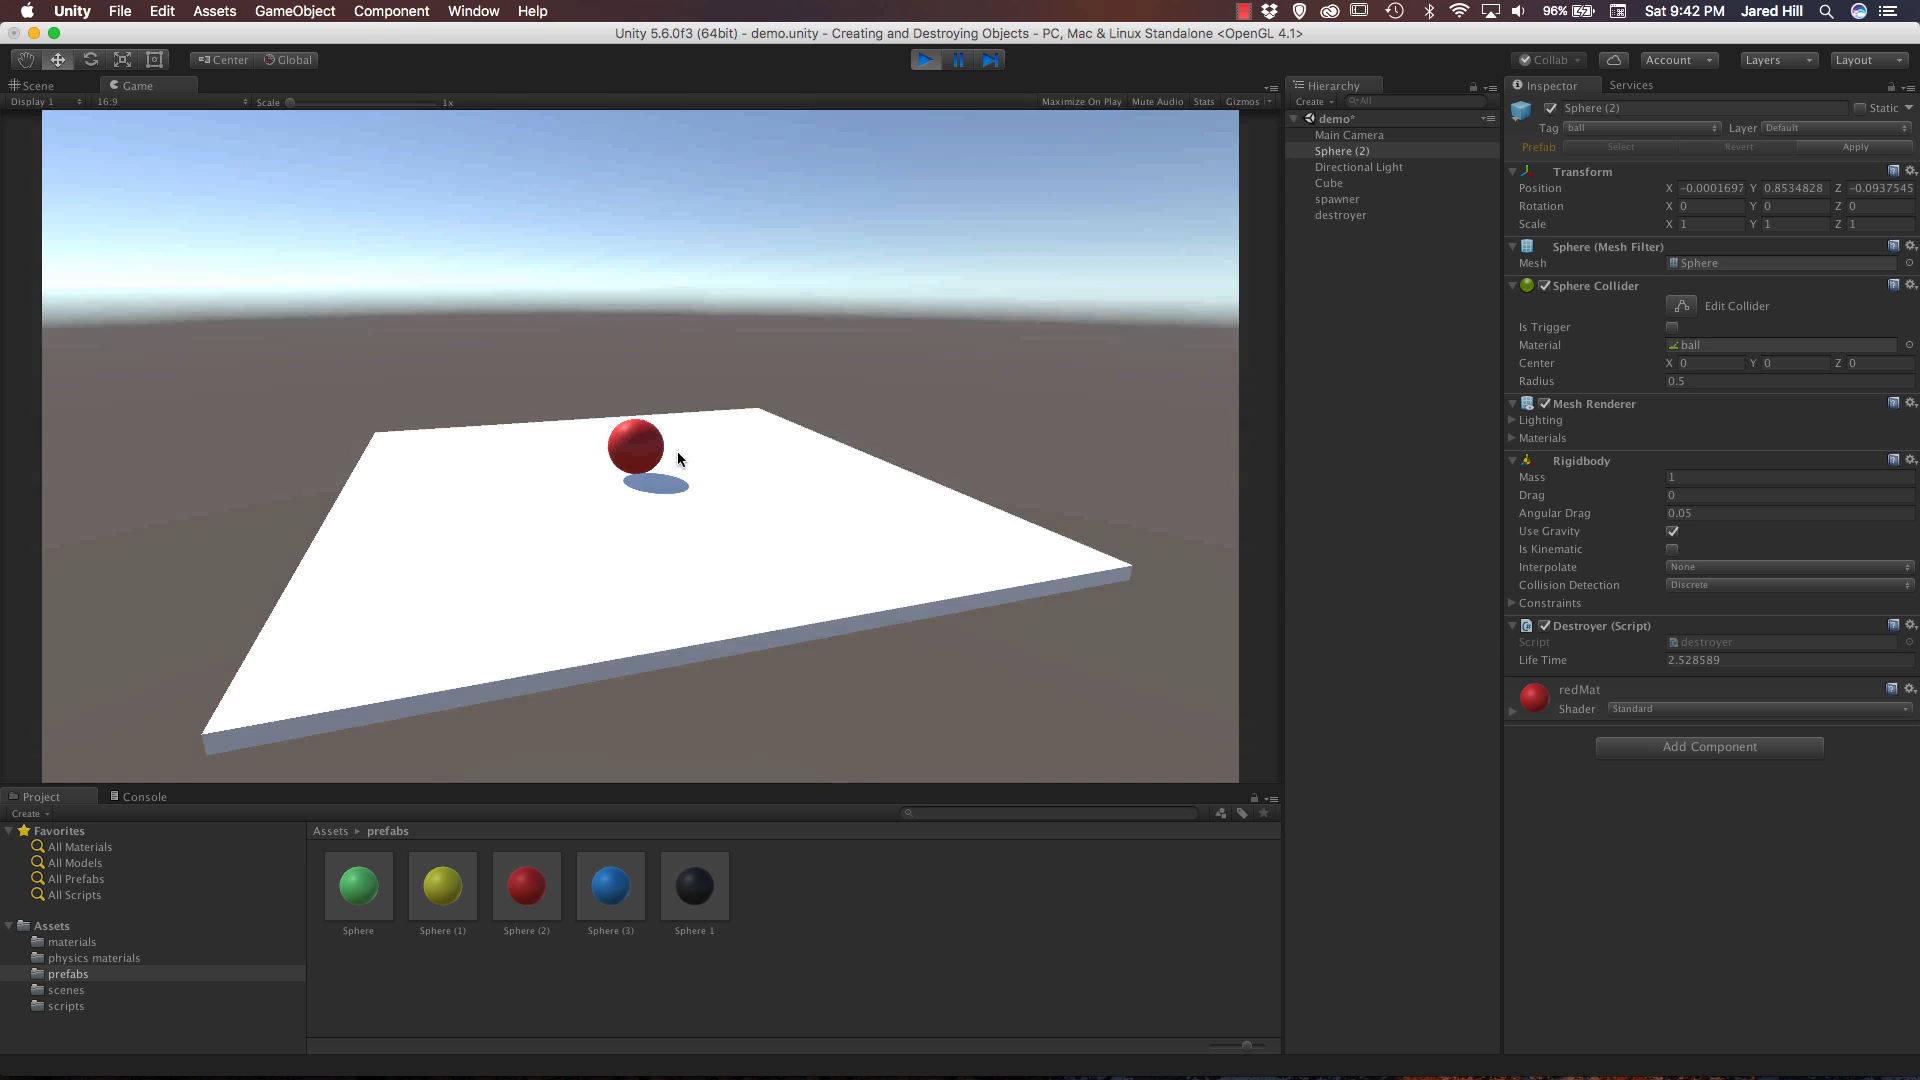 Unity File Edit Assets GameObject Component Window Help 96% Sat 9:42 PM Jared Hill
Unity 5.6.0f3 (64bit) - demo.unity - Creating and Destroying Objects - PC, Mac & Linux Standalone <OpenGL 4.1>
Center Global Collab Account Layers Layout
Scene Game
Display 1 16:9 Scale 1x Maximize On Play Mute Audio Stats Gizmos
Hierarchy
Create All
demo*
Main Camera
Sphere (2)
Directional Light
Cube
spawner
destroyer
Inspector Services
Sphere (2) Static
Tag ball Layer Default
Prefab Select Revert Apply
Transform
Position X -0.0001697 Y 0.8534828 Z -0.0937545
Rotation X 0 Y 0 Z 0
Scale X 1 Y 1 Z 1
Sphere (Mesh Filter)
Mesh Sphere
Sphere Collider
Edit Collider
Is Trigger
Material ball
Center X 0 Y 0 Z 0
Radius 0.5
Mesh Renderer
Lighting
Materials
Rigidbody
Mass 1
Drag 0
Angular Drag 0.05
Use Gravity
Is Kinematic
Interpolate None
Collision Detection Discrete
Constraints
Destroyer (Script)
Script destroyer
Life Time 2.528589
redMat
Shader Standard
Add Component
Project Console
Create
Favorites
All Materials
All Models
All Prefabs
All Scripts
Assets
materials
physics materials
prefabs
scenes
scripts
Assets prefabs
Sphere Sphere (1) Sphere (2) Sphere (3) Sphere 1